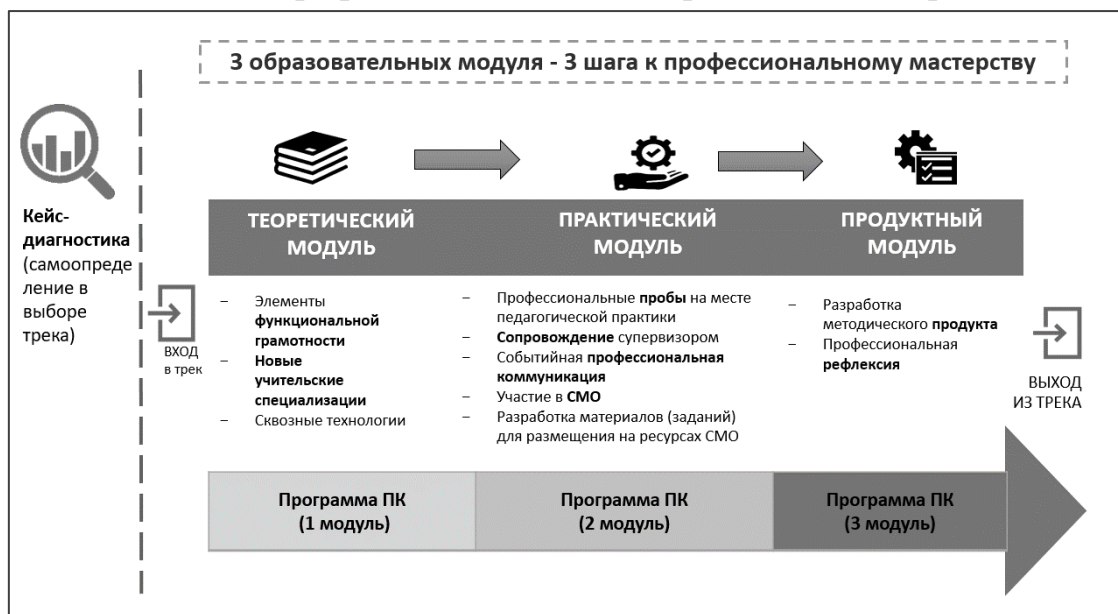 3 образовательных модуля - 3 шага к профессиональному мастерству
Кейс-
диагностика
(самоопреде
ление в
выборе
трека)
ВХОД
в трек
ТЕОРЕТИЧЕСКИЙ
МОДУЛЬ
– Элементы
функциональной
грамотности
– Новые
учительские
специализации
– Сквозные технологии
ПРАКТИЧЕСКИЙ
МОДУЛЬ
– Профессиональные пробы на месте
педагогической практики
– Сопровождение супервизором
– Событийная профессиональная
коммуникация
– Участие в СМО
– Разработка материалов (заданий)
для размещения на ресурсах СМО
ПРОДУКТНЫЙ
МОДУЛЬ
– Разработка
методического продукта
– Профессиональная
рефлексия
ВЫХОД
ИЗ ТРЕКА
Программа ПК
(1 модуль)
Программа ПК
(2 модуль)
Программа ПК
(3 модуль)